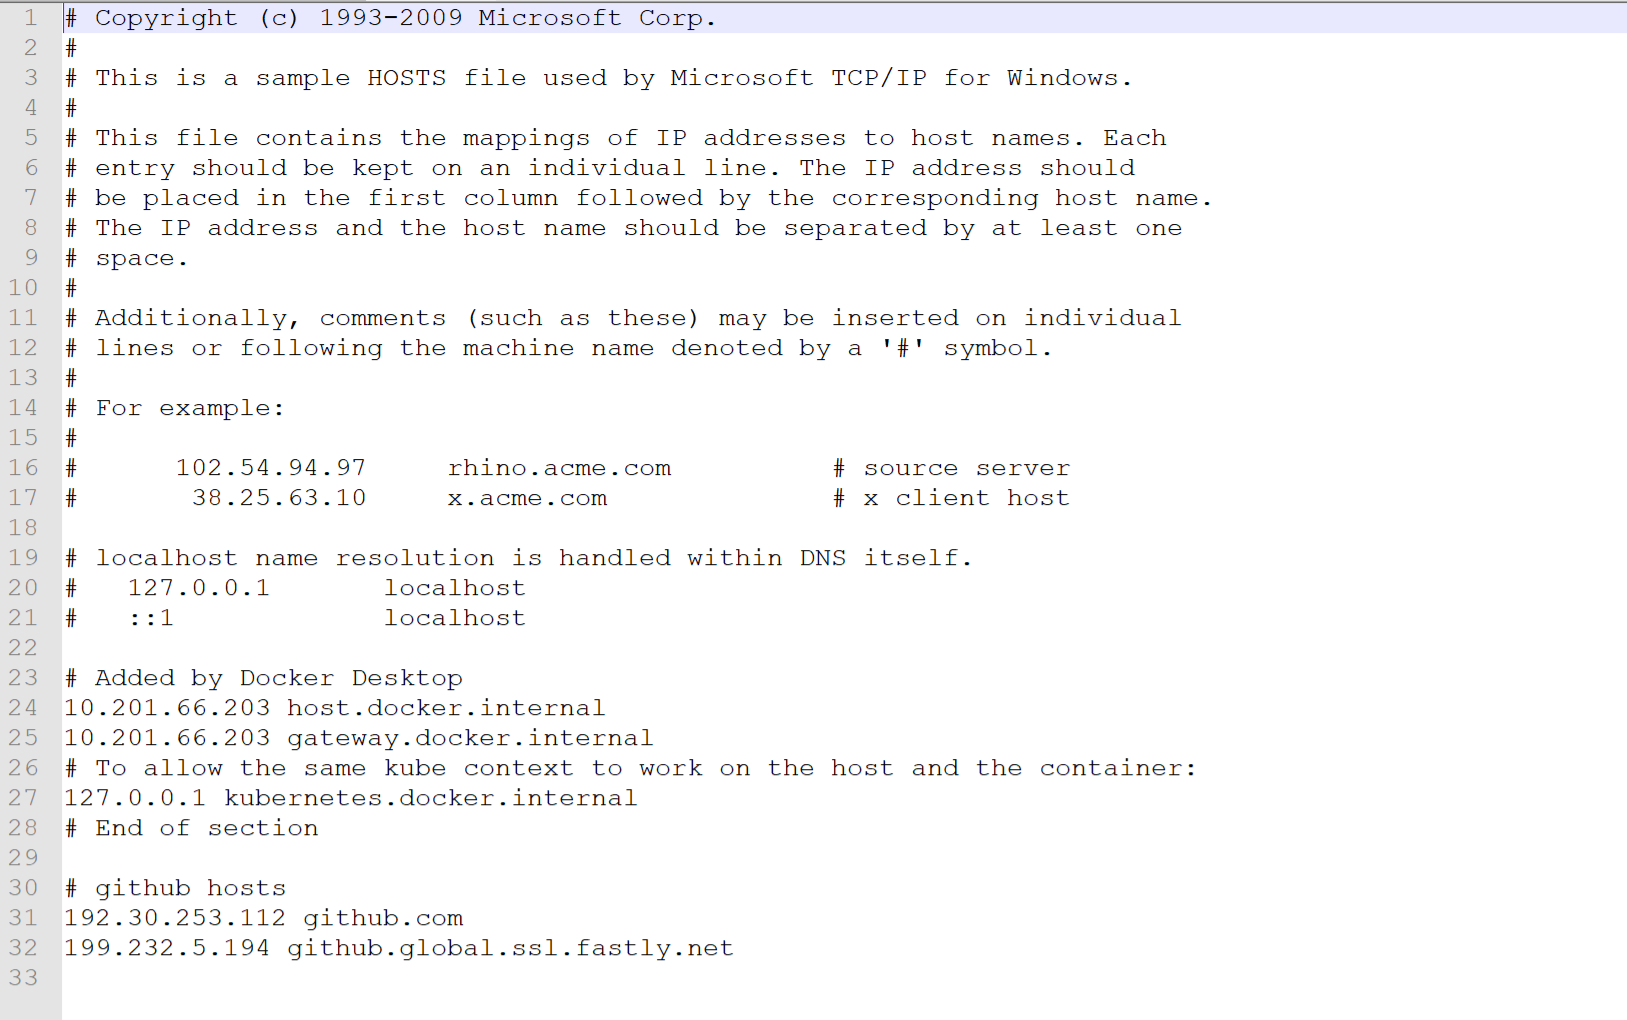 1 # Copyright (c) 1993-2009 Microsoft Corp.
2 #
3 # This is a sample HOSTS file used by Microsoft TCP/IP for Windows.
4 #
5 # This file contains the mappings of IP addresses to host names. Each
6 # entry should be kept on an individual line. The IP address should
7 # be placed in the first column followed by the corresponding host name.
8 # The IP address and the host name should be separated by at least one
9 # space.
10 #
11 # Additionally, comments (such as these) may be inserted on individual
12 # lines or following the machine name denoted by a '#' symbol.
13 #
14 # For example:
15 #
16 #      102.54.94.97     rhino.acme.com          # source server
17 #       38.25.63.10     x.acme.com              # x client host
18
19 # localhost name resolution is handled within DNS itself.
20 #   127.0.0.1       localhost
21 #   ::1             localhost
22
23 # Added by Docker Desktop
24 10.201.66.203 host.docker.internal
25 10.201.66.203 gateway.docker.internal
26 # To allow the same kube context to work on the host and the container:
27 127.0.0.1 kubernetes.docker.internal
28 # End of section
29
30 # github hosts
31 192.30.253.112 github.com
32 199.232.5.194 github.global.ssl.fastly.net
33